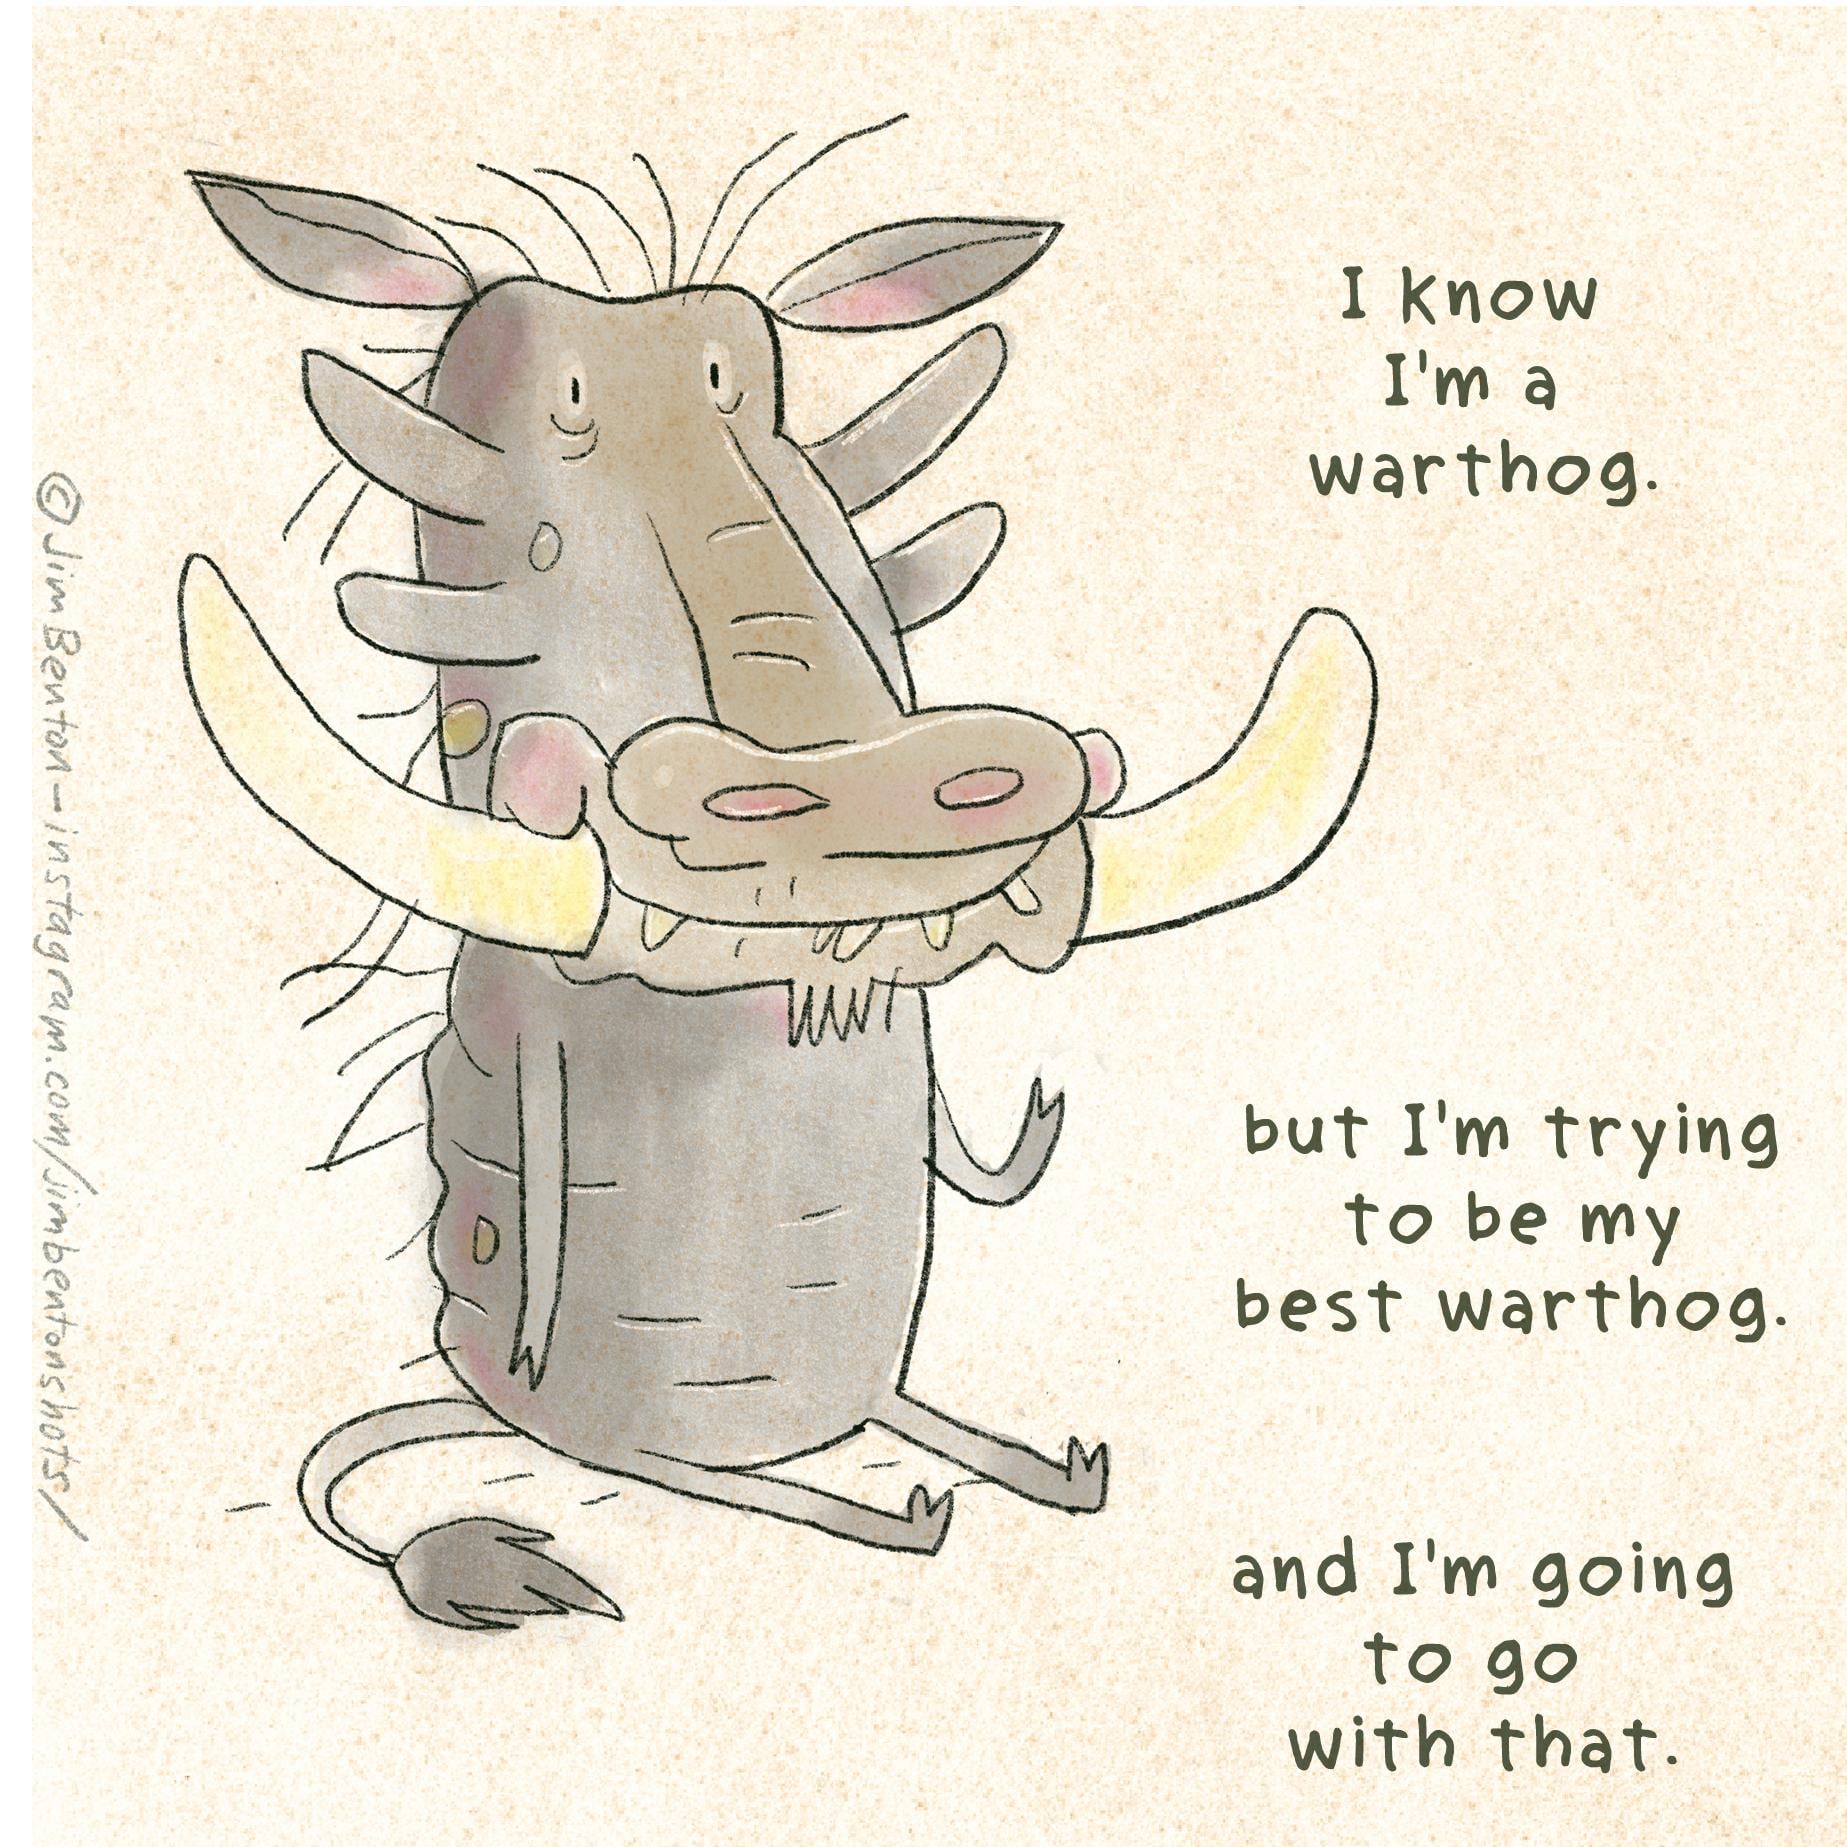 I know
I'm a
warthog.
but I'm trying
to be my
best warthog.
and I'm going
to go
with that.
©Jim Benton - instagram.com/jimbentonshots/